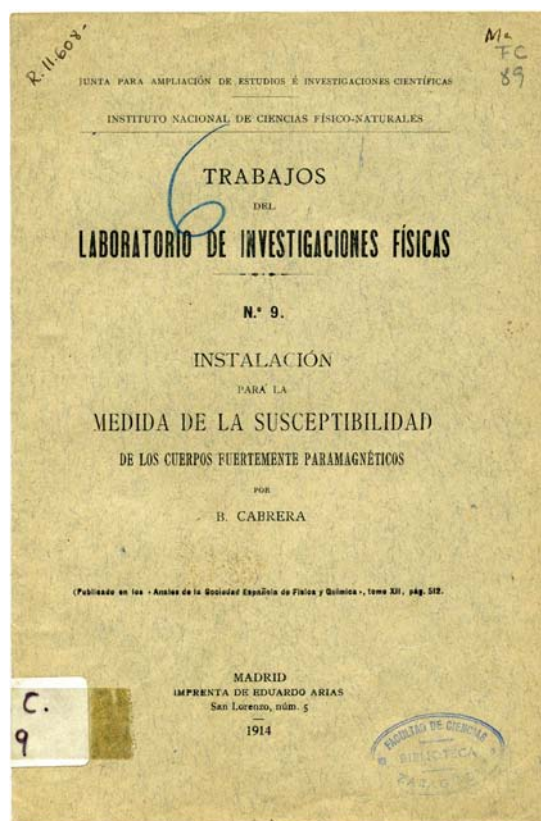 R.11.608-
Ma
FC
89
JUNTA PARA AMPLIACIÓN DE ESTUDIOS É INVESTIGACIONES CIENTÍFICAS
INSTITUTO NACIONAL DE CIENCIAS FÍSICO-NATURALES
6
TRABAJOS
DEL
LABORATORIO DE INVESTIGACIONES FÍSICAS
N.º 9.
INSTALACIÓN
PARA LA
MEDIDA DE LA SUSCEPTIBILIDAD
DE LOS CUERPOS FUERTEMENTE PARAMAGNÉTICOS
POR
B. CABRERA
(Publicado en los «Anales de la Sociedad Española de Física y Química», tomo XII, pág. 512.
MADRID
IMPRENTA DE EDUARDO ARIAS
San Lorenzo, núm. 5
1914
C.
9
FACULTAD DE CIENCIAS
BIBLIOTECA
ZARAGOZA